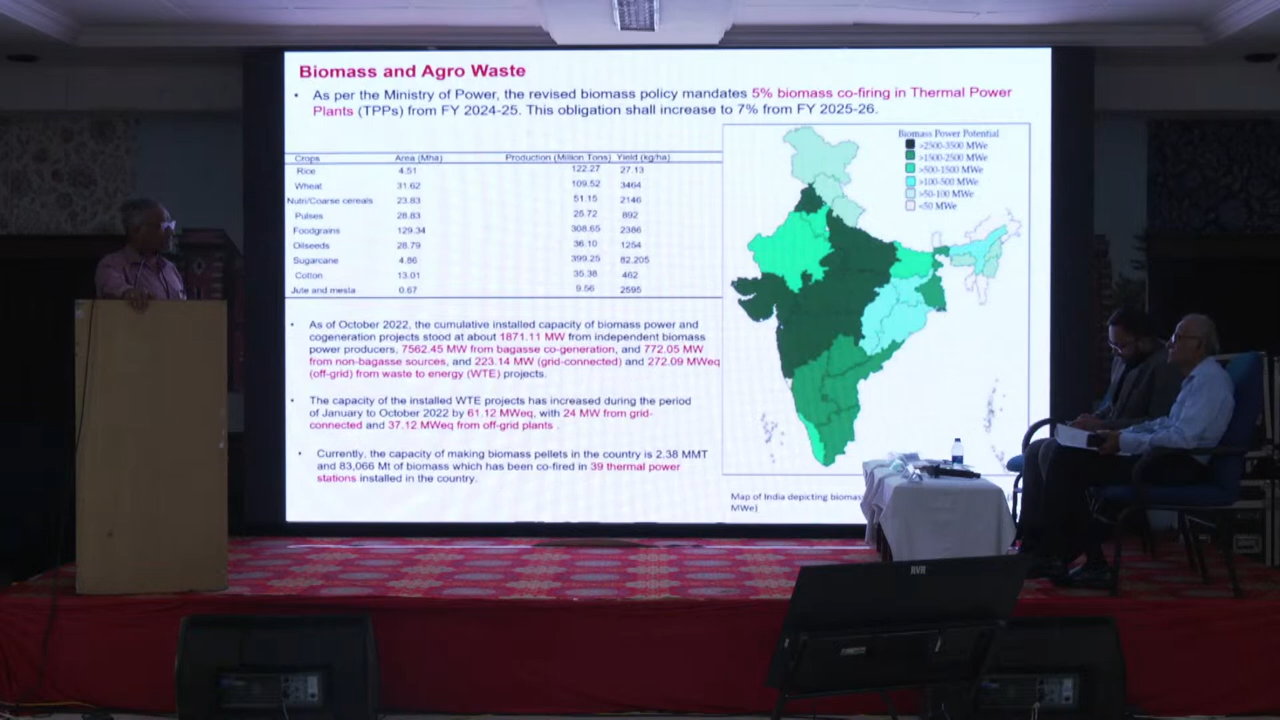 Biomass and Agro Waste
• As per the Ministry of Power, the revised biomass policy mandates 5% biomass co-firing in Thermal Power
Plants (TPPs) from FY 2024-25. This obligation shall increase to 7% from FY 2025-26.
Crops Area (Mha) Production (Million Tons) Yield (kg/ha)
Rice 4.51 122.27 27.13
Wheat 31.62 109.52 3464
Nutri/Coarse cereals 23.83 51.15 2146
Pulses 28.83 25.72 892
Foodgrains 129.34 308.65 2386
Oilseeds 28.79 36.10 1254
Sugarcane 4.86 399.25 82.205
Cotton 13.01 35.38 462
Jute and mesta 0.67 9.56 2595
Biomass Power Potential
>2500-3500 MWe
>1500-2500 MWe
>500-1500 MWe
>100-500 MWe
>50-100 MWe
<50 MWe
• As of October 2022, the cumulative installed capacity of biomass power and
cogeneration projects stood at about 1871.11 MW from independent biomass
power producers, 7562.45 MW from bagasse co-generation, and 772.05 MW
from non-bagasse sources, and 223.14 MW (grid-connected) and 272.09 MWeq
(off-grid) from waste to energy (WTE) projects.
• The capacity of the installed WTE projects has increased during the period
of January to October 2022 by 61.12 MWeq, with 24 MW from grid-
connected and 37.12 MWeq from off-grid plants .
• Currently, the capacity of making biomass pellets in the country is 2.38 MMT
and 83,066 Mt of biomass which has been co-fired in 39 thermal power
stations installed in the country.
Map of India depicting biomass
MWe)
RVR